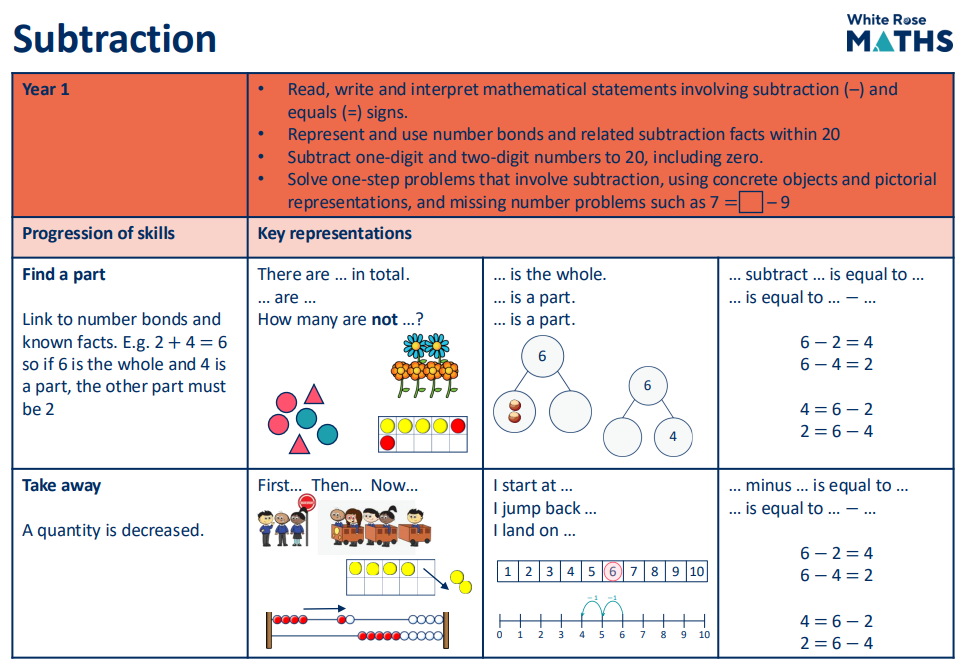 Subtraction
White Rose
MATHS
Year 1
• Read, write and interpret mathematical statements involving subtraction (−) and
equals (=) signs.
• Represent and use number bonds and related subtraction facts within 20
• Subtract one-digit and two-digit numbers to 20, including zero.
• Solve one-step problems that involve subtraction, using concrete objects and pictorial
representations, and missing number problems such as 7 = □ − 9
Progression of skills
Key representations
Find a part
Link to number bonds and
known facts. E.g. 2 + 4 = 6
so if 6 is the whole and 4 is
a part, the other part must
be 2
There are … in total.
… are …
How many are not …?
… is the whole.
… is a part.
… is a part.
6
6
4
… subtract … is equal to …
… is equal to … − …
6 − 2 = 4
6 − 4 = 2
4 = 6 − 2
2 = 6 − 4
Take away
A quantity is decreased.
First… Then… Now…
I start at …
I jump back …
I land on …
1 2 3 4 5 6 7 8 9 10
−1 −1
0 1 2 3 4 5 6 7 8 9 10
… minus … is equal to …
… is equal to … − …
6 − 2 = 4
6 − 4 = 2
4 = 6 − 2
2 = 6 − 4